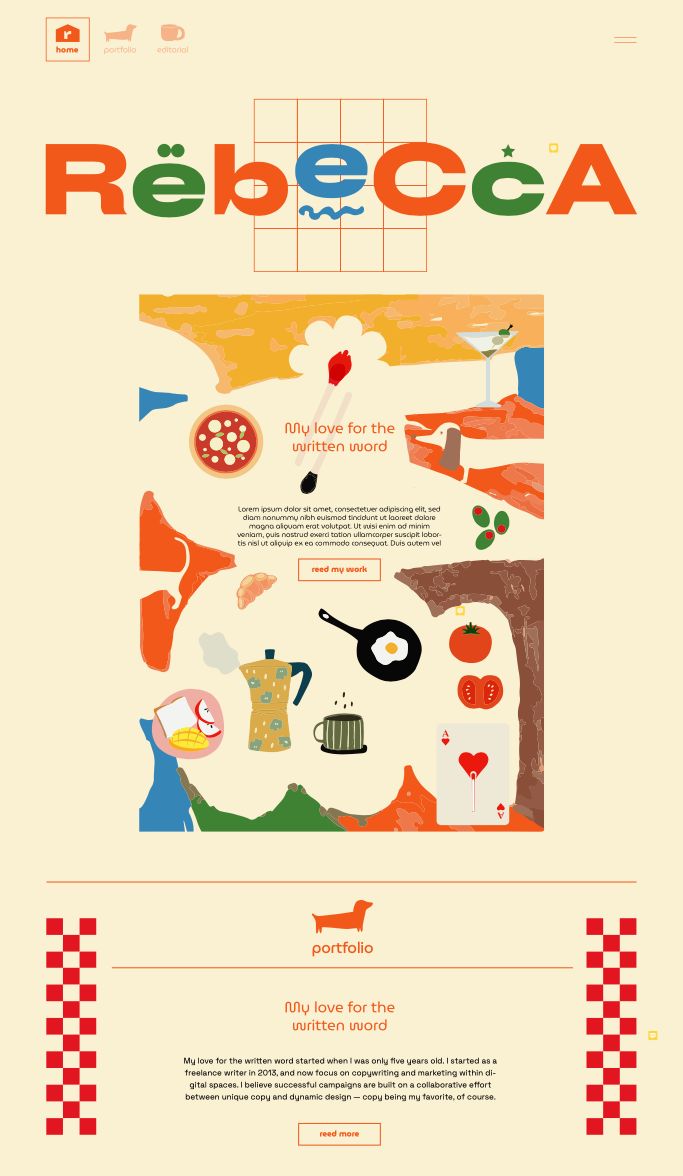 r
home
portfolio
editorial
RëbeCċA
My love for the
written word
Lorem ipsum dolor sit amet, consectetuer adipiscing elit, sed
diam nonummy nibh euismod tincidunt ut laoreet dolore
magna aliquam erat volutpat. Ut wisi enim ad minim
veniam, quis nostrud exerci tation ullamcorper suscipit lobor-
tis nisl ut aliquip ex ea commodo consequat. Duis autem vel
read my work
A
A
portfolio
My love for the
written word
My love for the written word started when I was only five years old. I started as a
freelance writer in 2013, and now focus on copywriting and marketing within di-
gital spaces. I believe successful campaigns are built on a collaborative effort
between unique copy and dynamic design — copy being my favorite, of course.
read more